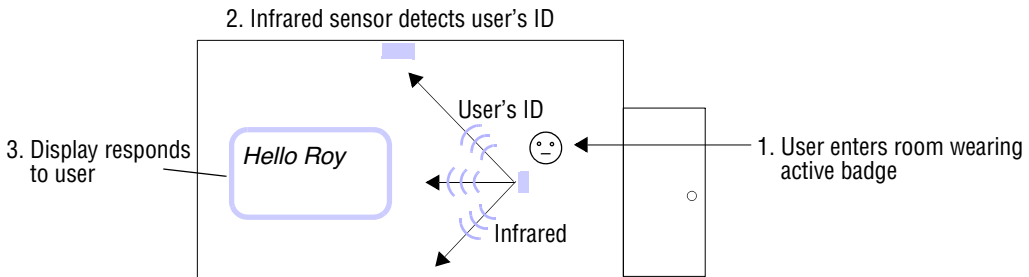 2. Infrared sensor detects user's ID
User's ID
3. Display responds
to user
Hello Roy
1. User enters room wearing
active badge
Infrared